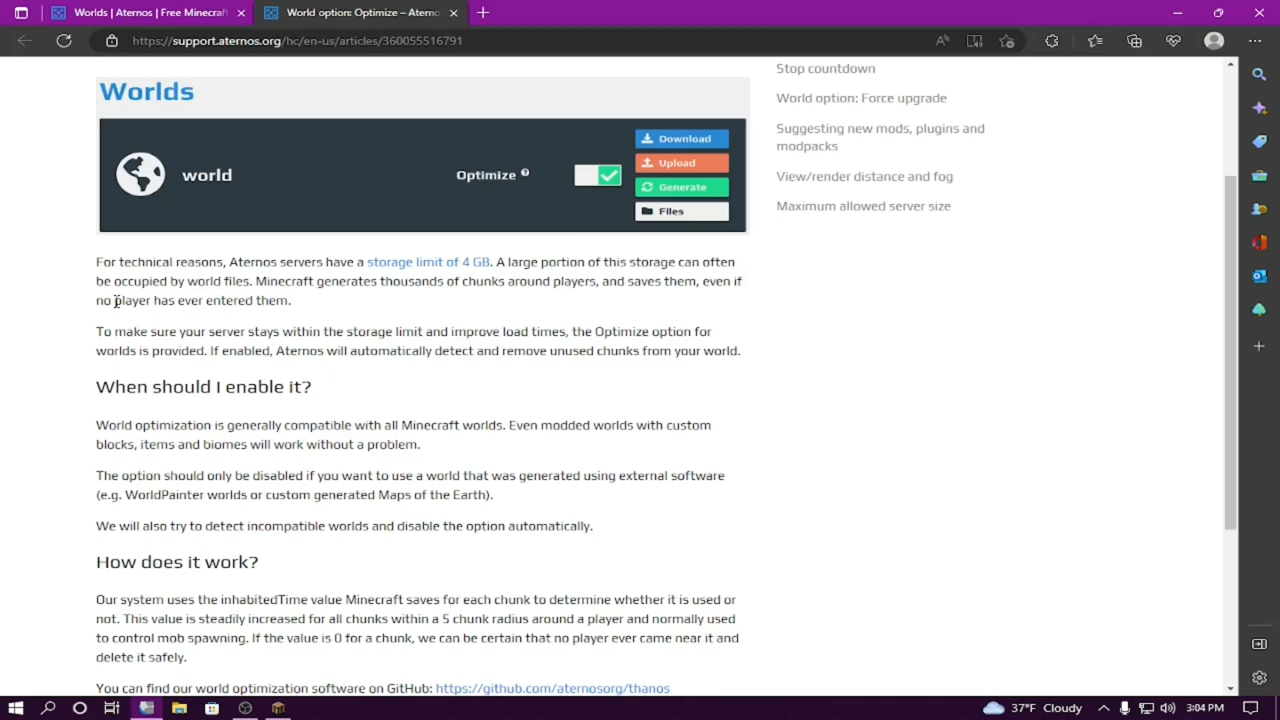 Worlds | Aternos | Free Minecraft
World option: Optimize – Aterno
https://support.aternos.org/hc/en-us/articles/360055516791
Worlds
world
Optimize
Download
Upload
Generate
Files
For technical reasons, Aternos servers have a storage limit of 4 GB. A large portion of this storage can often
be occupied by world files. Minecraft generates thousands of chunks around players, and saves them, even if
no player has ever entered them.
To make sure your server stays within the storage limit and improve load times, the Optimize option for
worlds is provided. If enabled, Aternos will automatically detect and remove unused chunks from your world.
When should I enable it?
World optimization is generally compatible with all Minecraft worlds. Even modded worlds with custom
blocks, items and biomes will work without a problem.
The option should only be disabled if you want to use a world that was generated using external software
(e.g. WorldPainter worlds or custom generated Maps of the Earth).
We will also try to detect incompatible worlds and disable the option automatically.
How does it work?
Our system uses the inhabitedTime value Minecraft saves for each chunk to determine whether it is used or
not. This value is steadily increased for all chunks within a 5 chunk radius around a player and normally used
to control mob spawning. If the value is 0 for a chunk, we can be certain that no player ever came near it and
delete it safely.
You can find our world optimization software on GitHub: https://github.com/aternosorg/thanos
Stop countdown
World option: Force upgrade
Suggesting new mods, plugins and
modpacks
View/render distance and fog
Maximum allowed server size
37°F Cloudy
3:04 PM